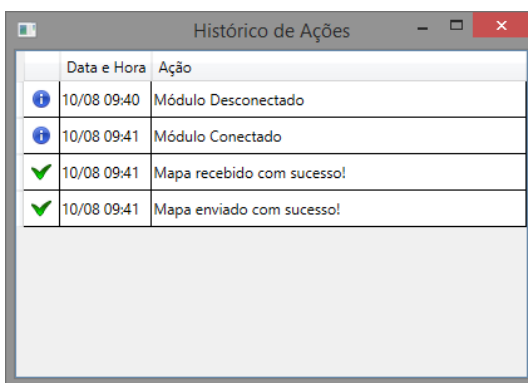 Histórico de Ações
Data e Hora Ação
10/08 09:40 Módulo Desconectado
10/08 09:41 Módulo Conectado
10/08 09:41 Mapa recebido com sucesso!
10/08 09:41 Mapa enviado com sucesso!